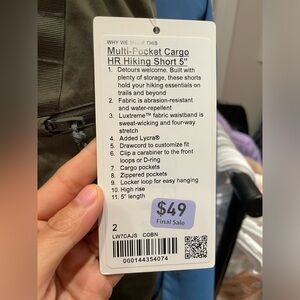 WHY WE MADE THIS
Multi-Pocket Cargo
HR Hiking Short 5"
1. Detours welcome. Built with
plenty of storage, these shorts
hold your hiking essentials on
trails and beyond
2. Fabric is abrasion-resistant
and water-repellent
3. Luxtreme™ fabric waistband is
sweat-wicking and four-way
stretch
4. Added Lycra®
5. Drawcord to customize fit
6. Clip a carabiner to the front
loops or D-ring
7. Cargo pockets
8. Zippered pockets
9. Locker loop for easy hanging
10. High rise
11. 5" length
$49
Final Sale
2
LW7CAJS COBN
000144354074